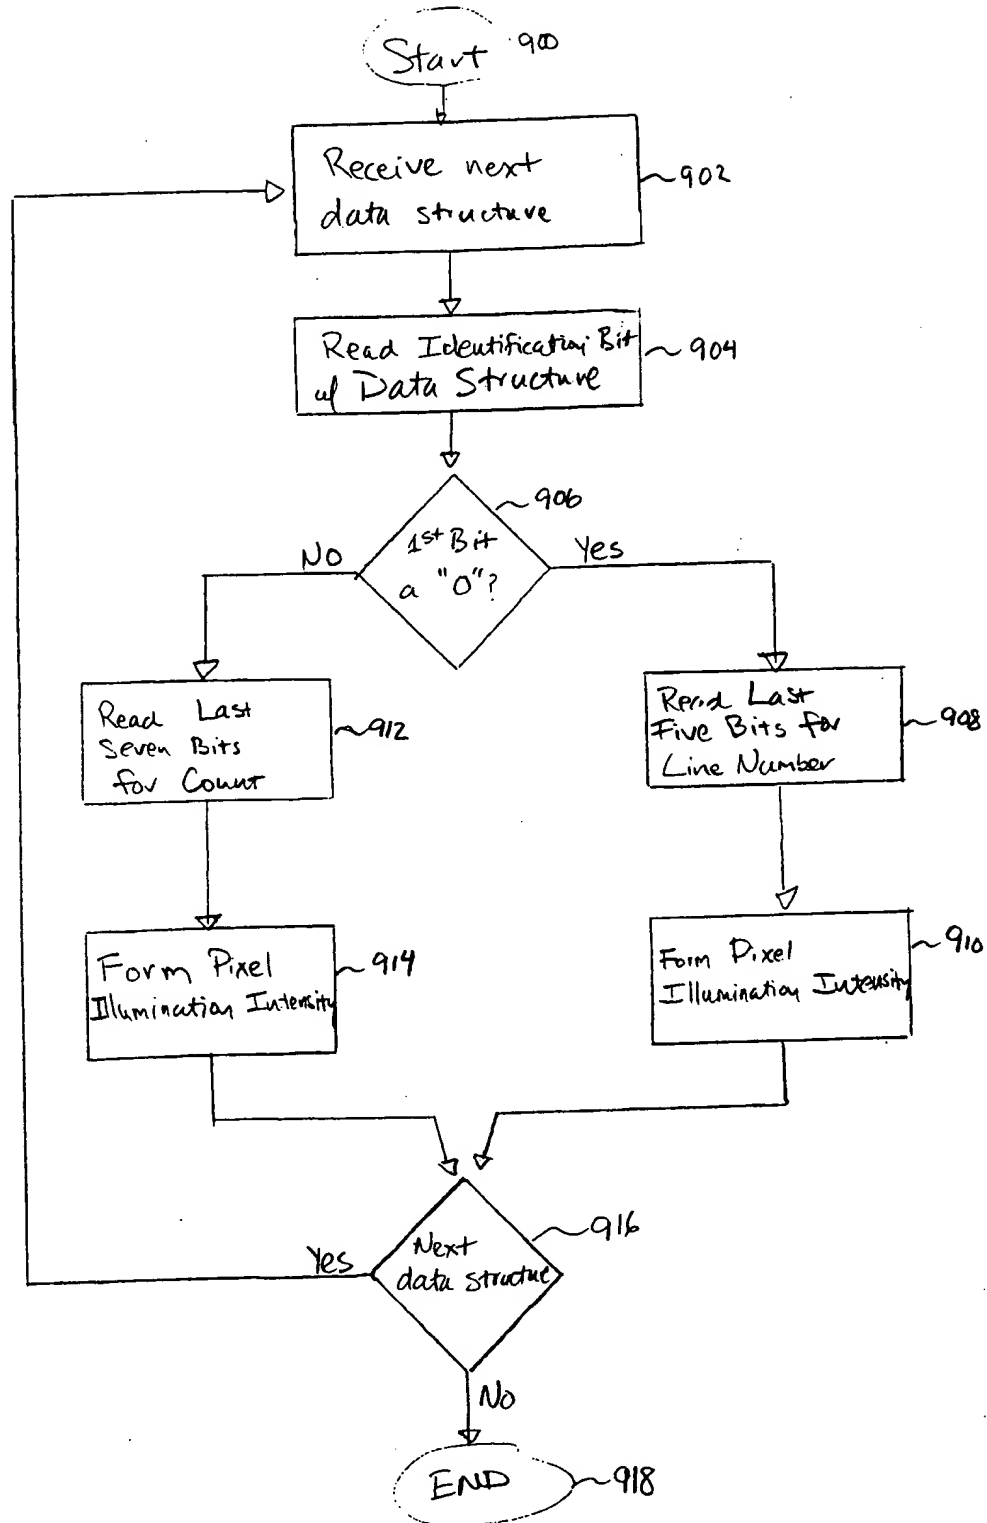 Start 900
Receive next
data structure
902
Read Identification Bit
w/ Data Structure
904
906
1st Bit
a "0"?
No
Yes
Read Last
Seven Bits
for Count
912
Read Last
Five Bits for
Line Number
908
Form Pixel
Illumination Intensity
914
Form Pixel
Illumination Intensity
910
Next
data structue
916
Yes
No
END
918